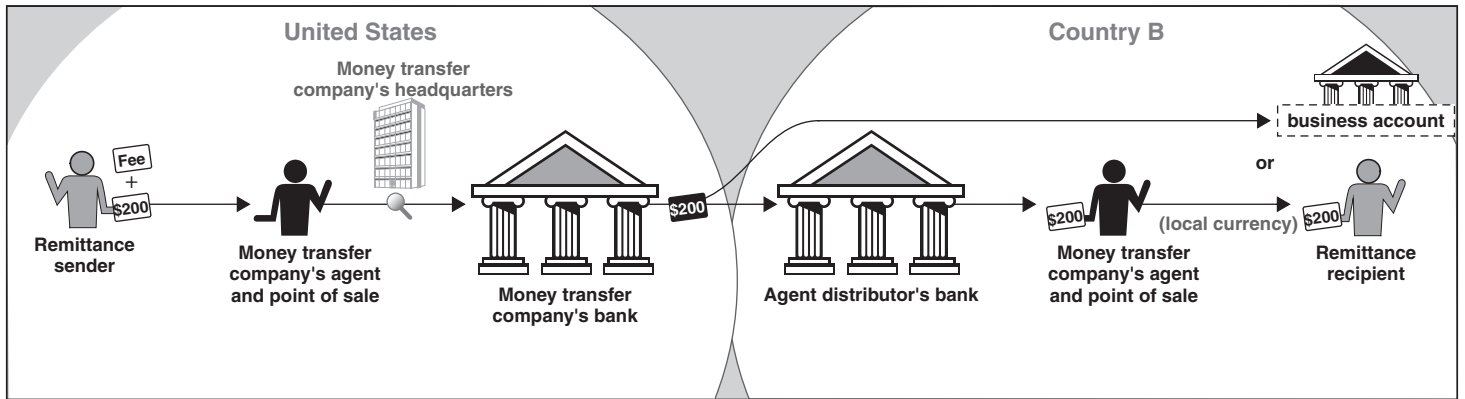 United States
Money transfer
company's headquarters
Fee
+
$200
Remittance
sender
Money transfer
company's agent
and point of sale
Money transfer
company's bank
$200
Country B
business account
or
Agent distributor's bank
$200
Money transfer
company's agent
and point of sale
(local currency)
$200
Remittance
recipient